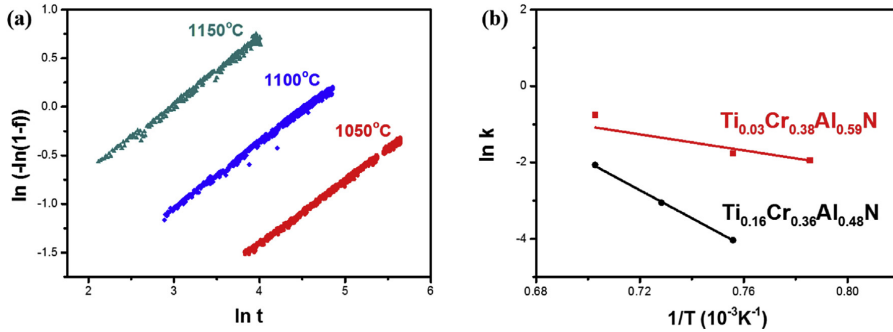 (a)
1.0
0.5
0.0
-0.5
-1.0
-1.5
2
3
4
5
6
ln (-ln(1-f))
ln t
1150°C
1100°C
1050°C
(b)
2
0
-2
-4
0.68
0.72
0.76
0.80
ln k
1/T (10⁻³K⁻¹)
Ti₀.₀₃Cr₀.₃₈Al₀.₅₉N
Ti₀.₁₆Cr₀.₃₆Al₀.₄₈N